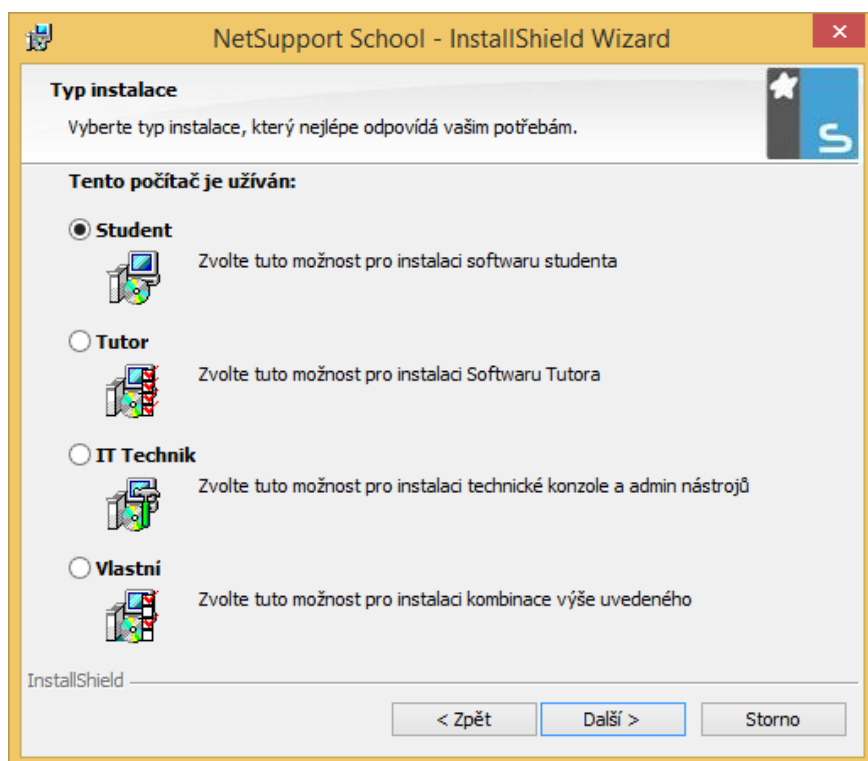 NetSupport School - InstallShield Wizard
Typ instalace
Vyberte typ instalace, který nejlépe odpovídá vašim potřebám.
S
Tento počítač je užíván:
Student
Zvolte tuto možnost pro instalaci softwaru studenta
Tutor
Zvolte tuto možnost pro instalaci Softwaru Tutora
IT Technik
Zvolte tuto možnost pro instalaci technické konzole a admin nástrojů
Vlastní
Zvolte tuto možnost pro instalaci kombinace výše uvedeného
InstallShield
< Zpět
Další >
Storno